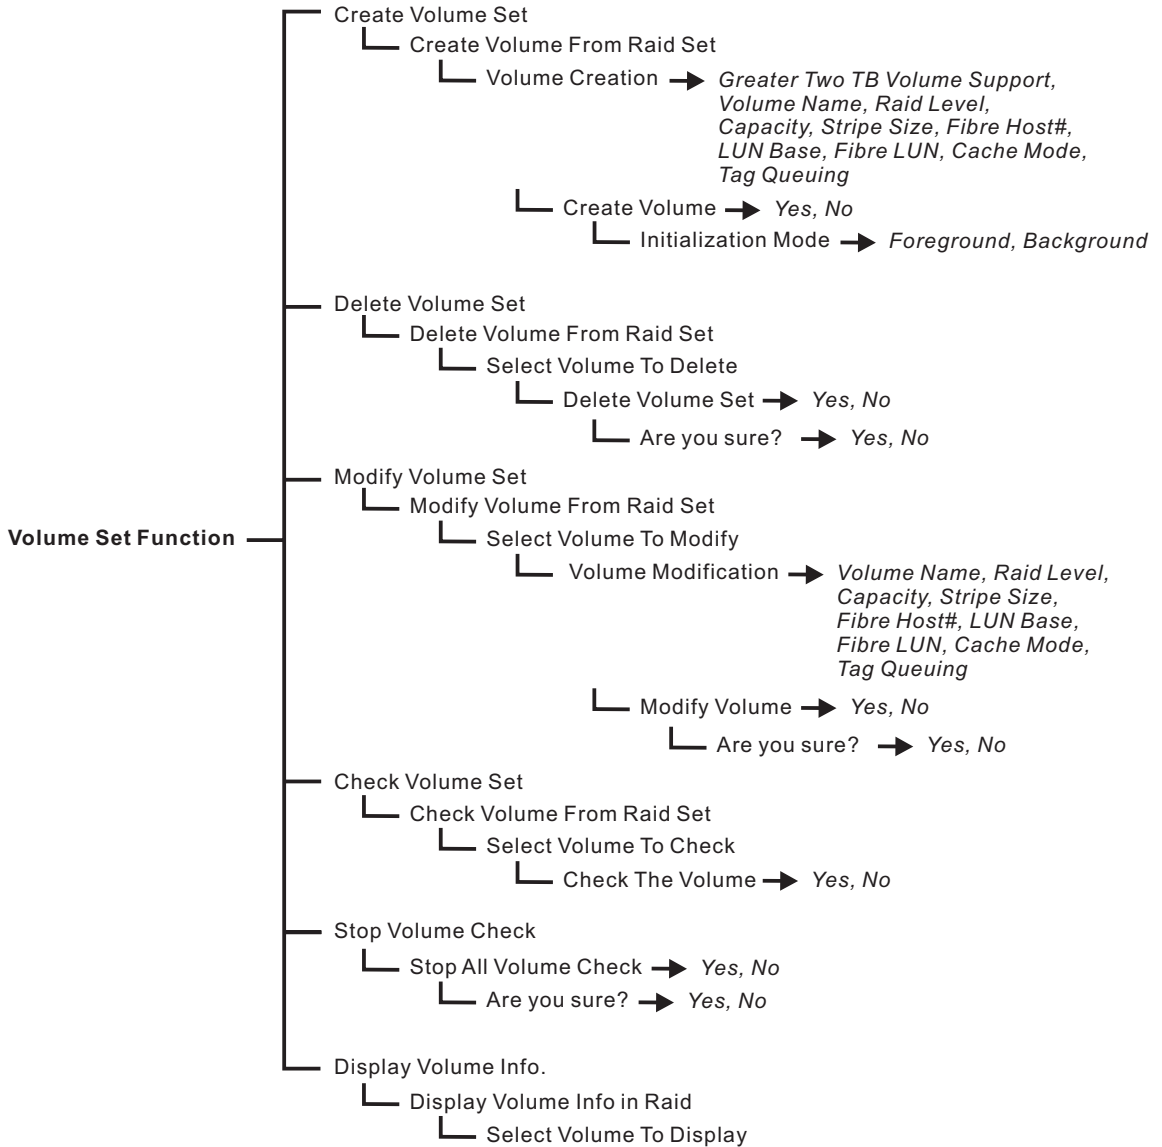 Create Volume Set
Create Volume From Raid Set
Volume Creation
Greater Two TB Volume Support,
Volume Name, Raid Level,
Capacity, Stripe Size, Fibre Host#,
LUN Base, Fibre LUN, Cache Mode,
Tag Queuing
Create Volume
Yes, No
Initialization Mode
Foreground, Background
Delete Volume Set
Delete Volume From Raid Set
Select Volume To Delete
Delete Volume Set
Yes, No
Are you sure?
Yes, No
Modify Volume Set
Modify Volume From Raid Set
Volume Set Function
Select Volume To Modify
Volume Modification
Volume Name, Raid Level,
Capacity, Stripe Size,
Fibre Host#, LUN Base,
Fibre LUN, Cache Mode,
Tag Queuing
Modify Volume
Yes, No
Are you sure?
Yes, No
Check Volume Set
Check Volume From Raid Set
Select Volume To Check
Check The Volume
Yes, No
Stop Volume Check
Stop All Volume Check
Yes, No
Are you sure?
Yes, No
Display Volume Info.
Display Volume Info in Raid
Select Volume To Display